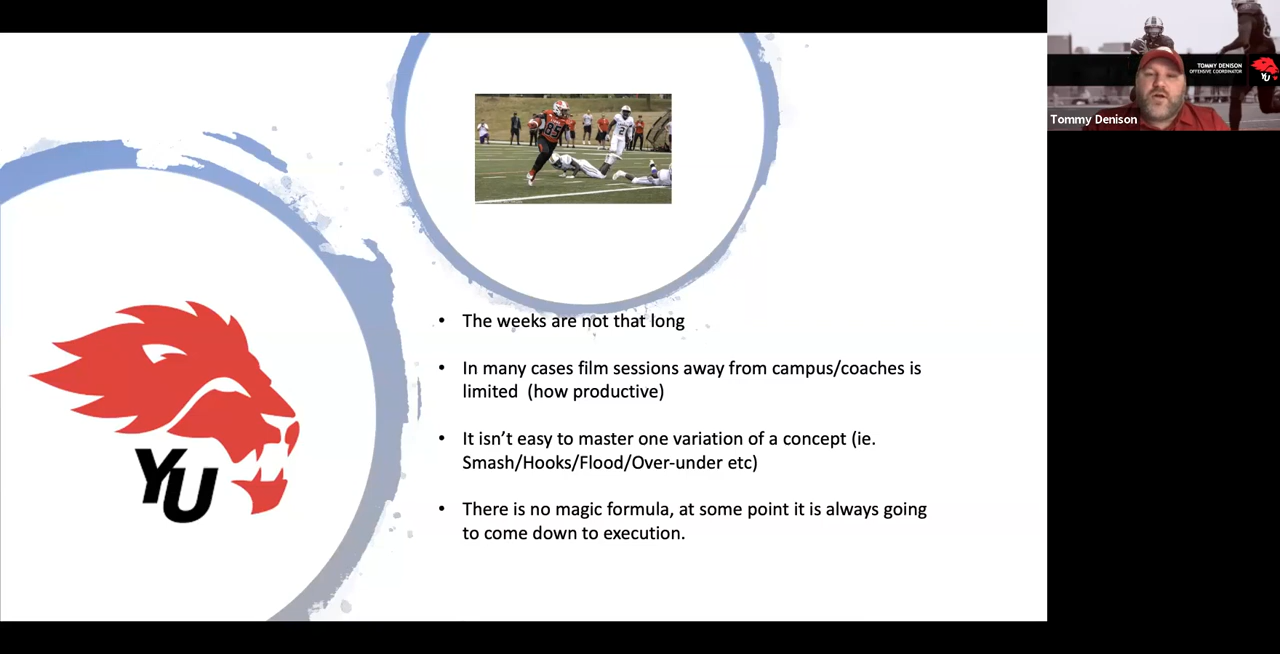 TOMMY DENISON
OFFENSIVE COORDINATOR
YU
Tommy Denison
85
2
• The weeks are not that long
• In many cases film sessions away from campus/coaches is
limited (how productive)
• It isn’t easy to master one variation of a concept (ie.
Smash/Hooks/Flood/Over-under etc)
• There is no magic formula, at some point it is always going
to come down to execution.
YU